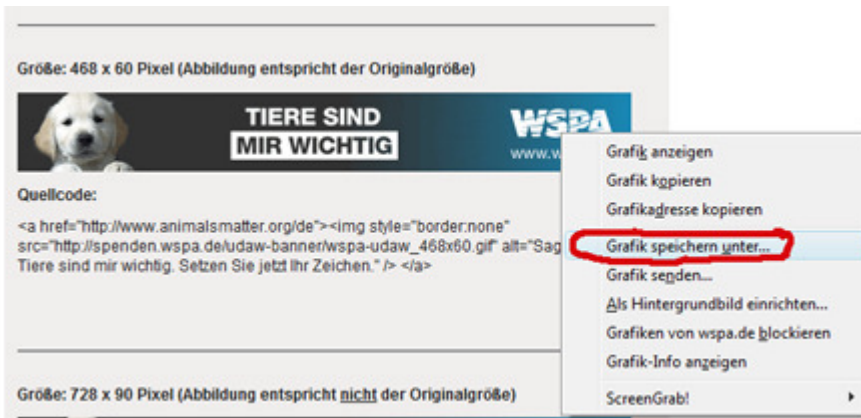 Größe: 468 x 60 Pixel (Abbildung entspricht der Originalgröße)
TIERE SIND
MIR WICHTIG
WSPA
www.w
Quellcode:
<a href="http://www.animalsmatter.org/de"><img style="border:none"
src="http://spenden.wspa.de/udaw-banner/wspa-udaw_468x60.gif" alt="Sag
Tiere sind mir wichtig. Setzen Sie jetzt Ihr Zeichen." /> </a>
Größe: 728 x 90 Pixel (Abbildung entspricht nicht der Originalgröße)
Grafik anzeigen
Grafik kopieren
Grafikadresse kopieren
Grafik speichern unter...
Grafik senden...
Als Hintergrundbild einrichten...
Grafiken von wspa.de blockieren
Grafik-Info anzeigen
ScreenGrab!